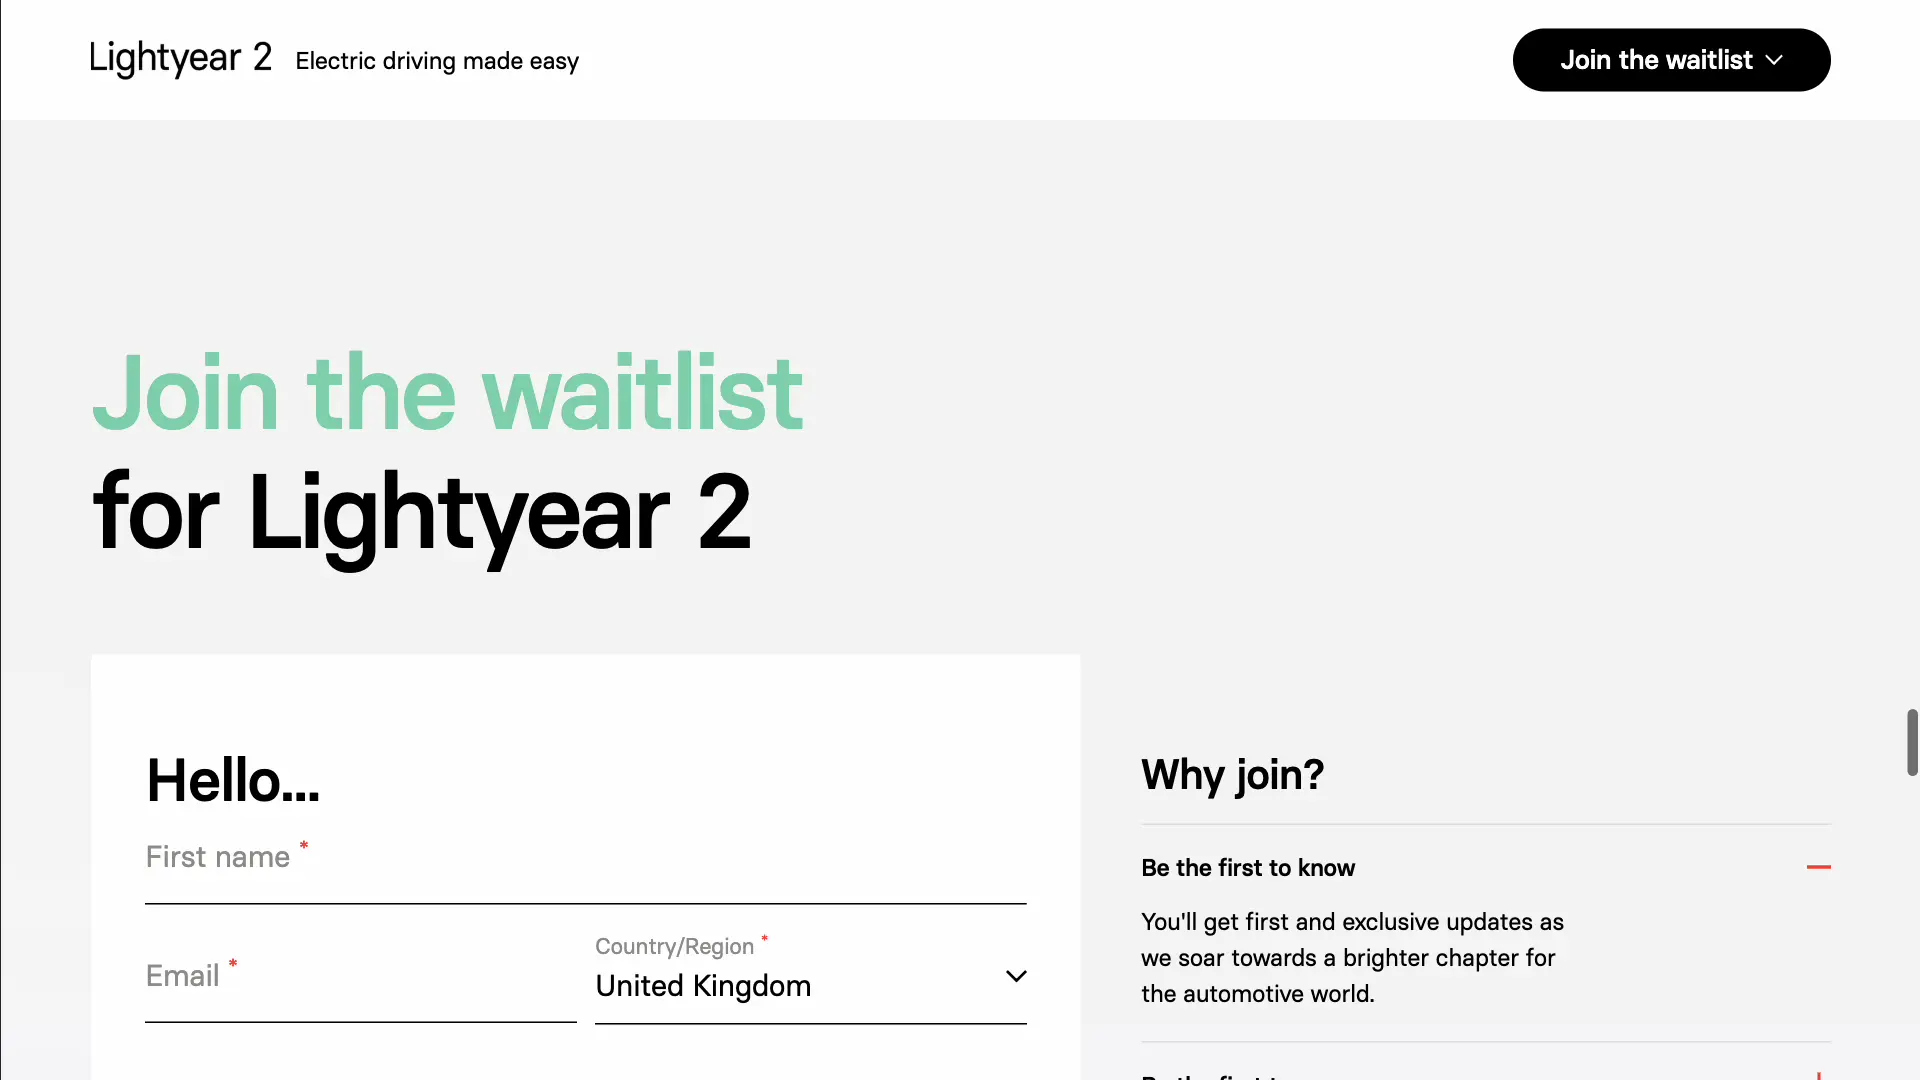 Lightyear 2 Electric driving made easy
Join the waitlist
Join the waitlist
for Lightyear 2
Hello...
First name *
Email *
Country/Region *
United Kingdom
Why join?
Be the first to know
You'll get first and exclusive updates as
we soar towards a brighter chapter for
the automotive world.